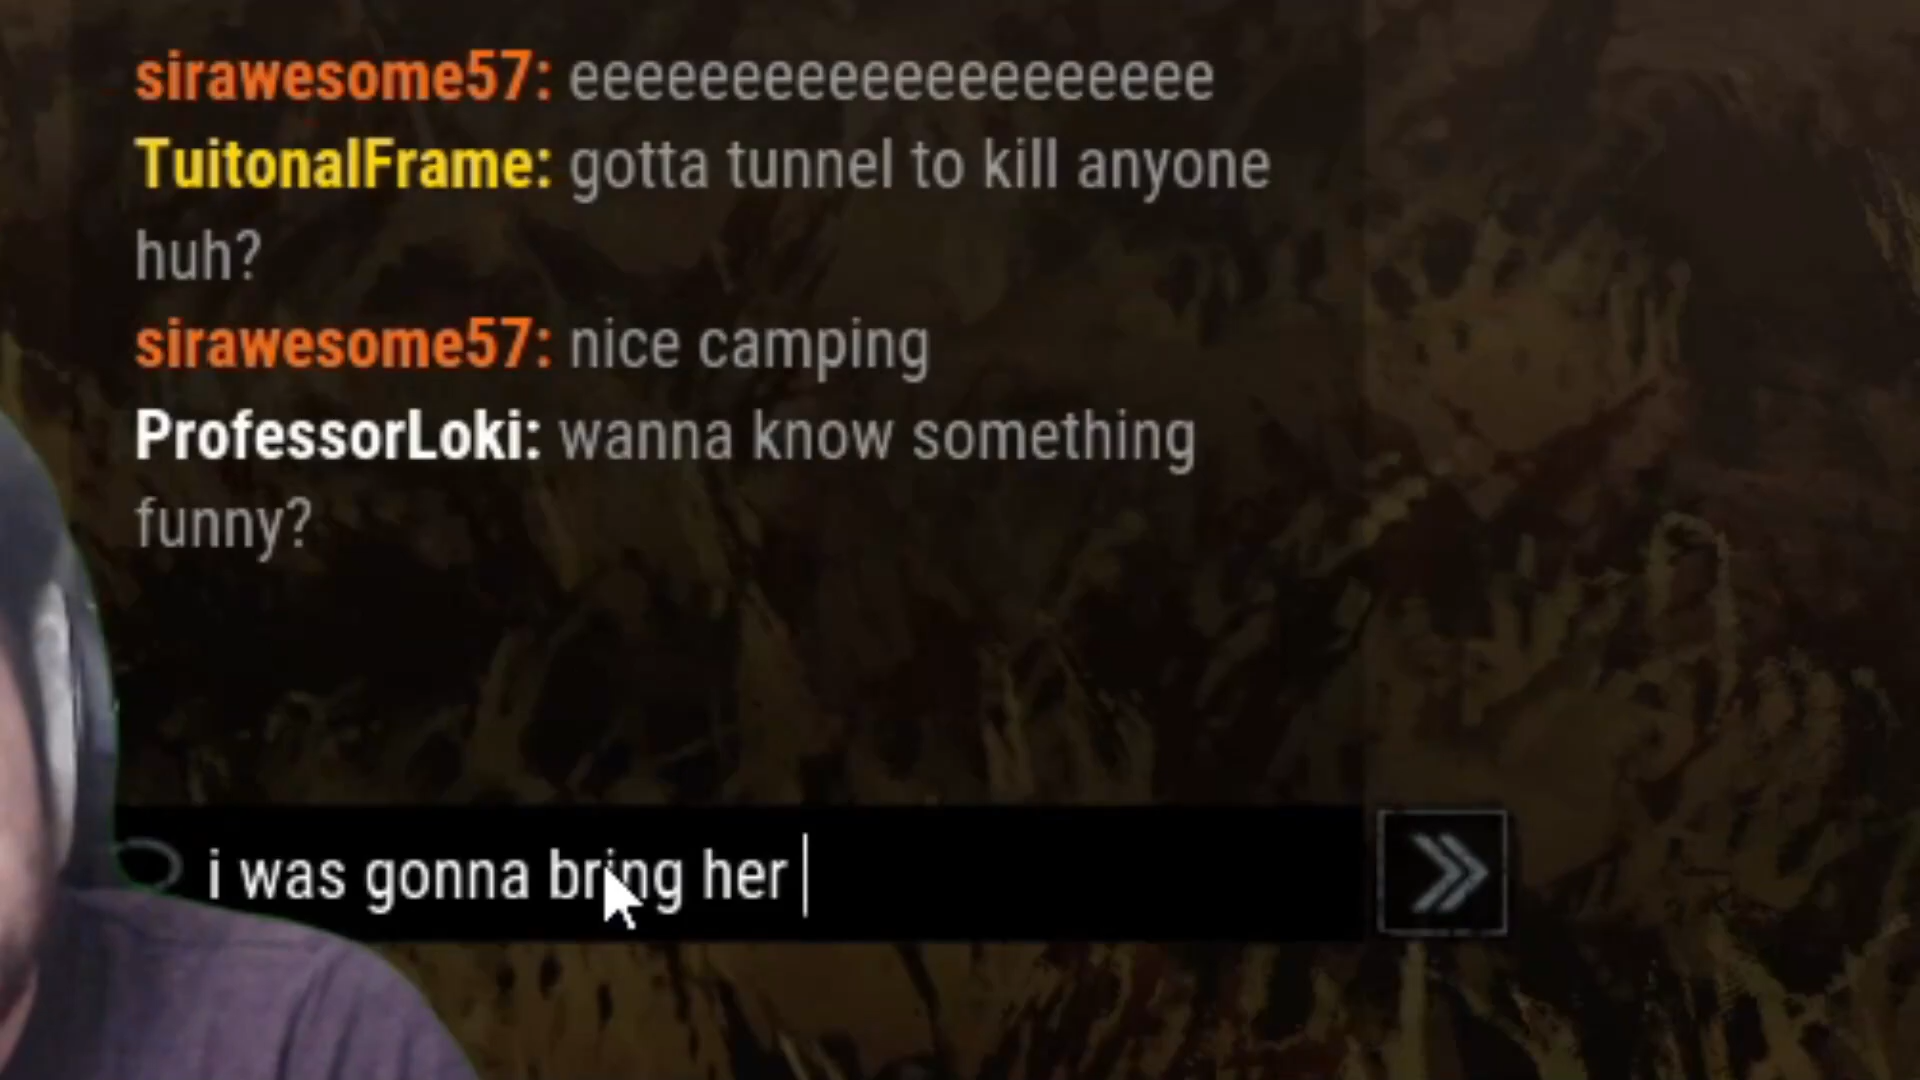 sirawesome57: eeeeeeeeeeeeeeeeeeee
TuitonalFrame: gotta tunnel to kill anyone
huh?
sirawesome57: nice camping
ProfessorLoki: wanna know something
funny?
i was gonna bring her